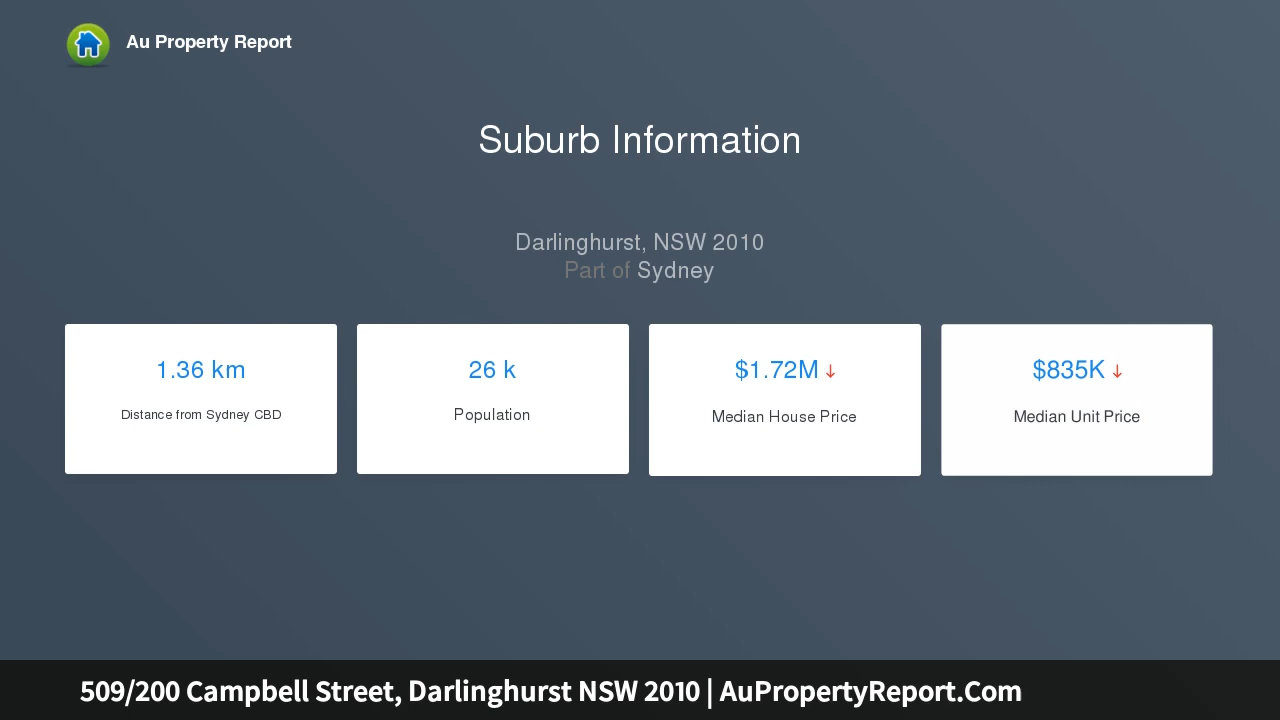 Au Property Report
Suburb Information
Darlinghurst, NSW 2010
Part of Sydney
1.36 km
Distance from Sydney CBD
26 k
Population
$1.72M ↓
Median House Price
$835K ↓
Median Unit Price
509/200 Campbell Street, Darlinghurst NSW 2010 | AuPropertyReport.Com